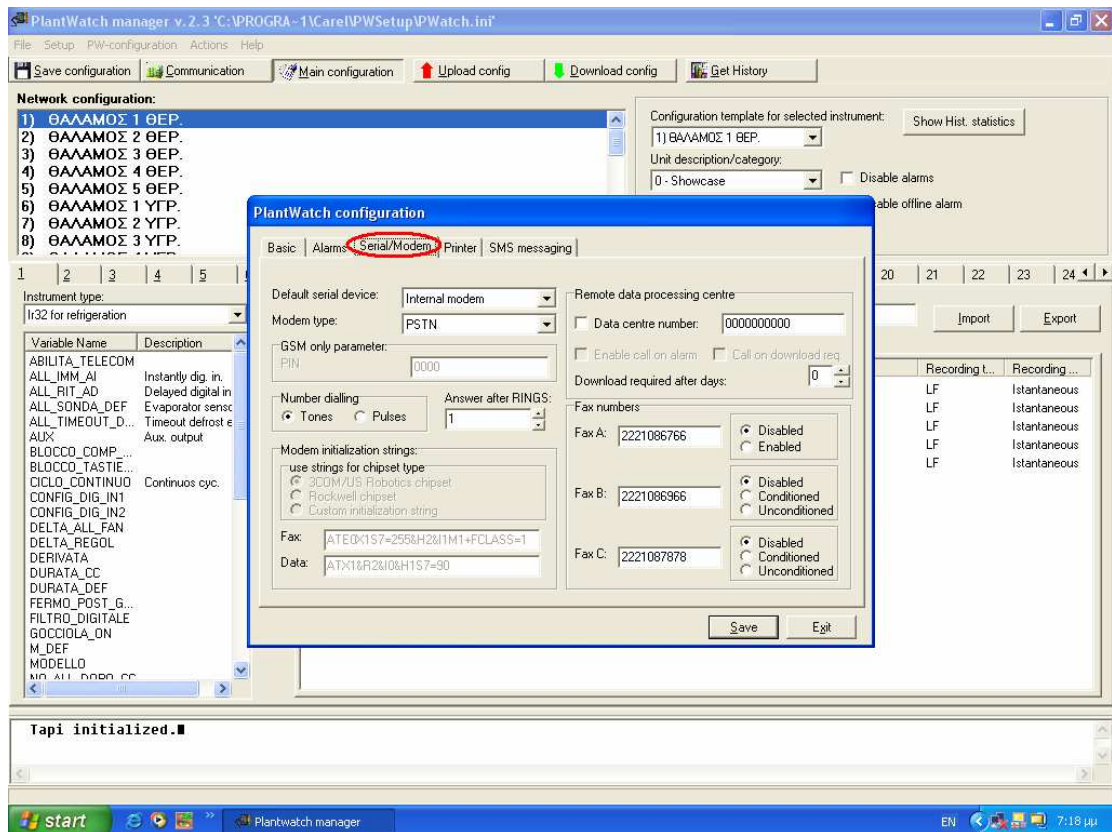 PlantWatch manager v. 2. 3 'C:\PROGRA~1\Carel\PWSetup\PWatch.ini'
File Setup PW-configuration Actions Help
Save configuration Communication Main configuration Upload config Download config Get History
Network configuration:
1) ΘΑΛΑΜΟΣ 1 ΘΕΡ.
2) ΘΑΛΑΜΟΣ 2 ΘΕΡ.
3) ΘΑΛΑΜΟΣ 3 ΘΕΡ.
4) ΘΑΛΑΜΟΣ 4 ΘΕΡ.
5) ΘΑΛΑΜΟΣ 5 ΘΕΡ.
6) ΘΑΛΑΜΟΣ 1 ΥΓΡ.
7) ΘΑΛΑΜΟΣ 2 ΥΓΡ.
8) ΘΑΛΑΜΟΣ 3 ΥΓΡ.
Configuration template for selected instrument:
1) ΘΑΛΑΜΟΣ 1 ΘΕΡ.
Show Hist. statistics
Unit description/category:
0 - Showcase
Disable alarms
able offline alarm
1 2 3 4 5
20 21 22 23 24
Instrument type:
Ir32 for refrigeration
Import Export
Variable Name Description
ABILITA_TELECOM
ALL_IMM_AI Instantly dig. in.
ALL_RIT_AD Delayed digital in
ALL_SONDA_DEF Evaporator sensc
ALL_TIMEOUT_D... Timeout defrost e
AUX Aux. output
BLOCCO_COMP_...
BLOCCO_TASTIE...
CICLO_CONTINUO Continuos cyc.
CONFIG_DIG_IN1
CONFIG_DIG_IN2
DELTA_ALL_FAN
DELTA_REGOL
DERIVATA
DURATA_CC
DURATA_DEF
FERMO_POST_G...
FILTRO_DIGITALE
GOCCIOLA_ON
M_DEF
MODELLO
NO_ALL_DOPO_CC
Recording t... Recording ...
LF Istantaneous
LF Istantaneous
LF Istantaneous
LF Istantaneous
LF Istantaneous
PlantWatch configuration
Basic Alarms Serial/Modem Printer SMS messaging
Default serial device: Internal modem
Modem type: PSTN
GSM only parameter:
PIN 0000
Number dialling
Tones Pulses
Answer after RINGS:
1
Modem initialization strings:
use strings for chipset type
3COM/US Robotics chipset
Rockwell chipset
Custom initialization string
Fax: ATE0X1S7=255&H2&I1M1+FCLASS=1
Data: ATX1&R2&I0&H1S7=90
Remote data processing centre
Data centre number: 0000000000
Enable call on alarm Call on download req
Download required after days: 0
Fax numbers
Fax A: 2221086766
Disabled
Enabled
Fax B: 2221086966
Disabled
Conditioned
Unconditioned
Fax C: 2221087878
Disabled
Conditioned
Unconditioned
Save Exit
Tapi initialized.
start Plantwatch manager EN 7:18 μμ